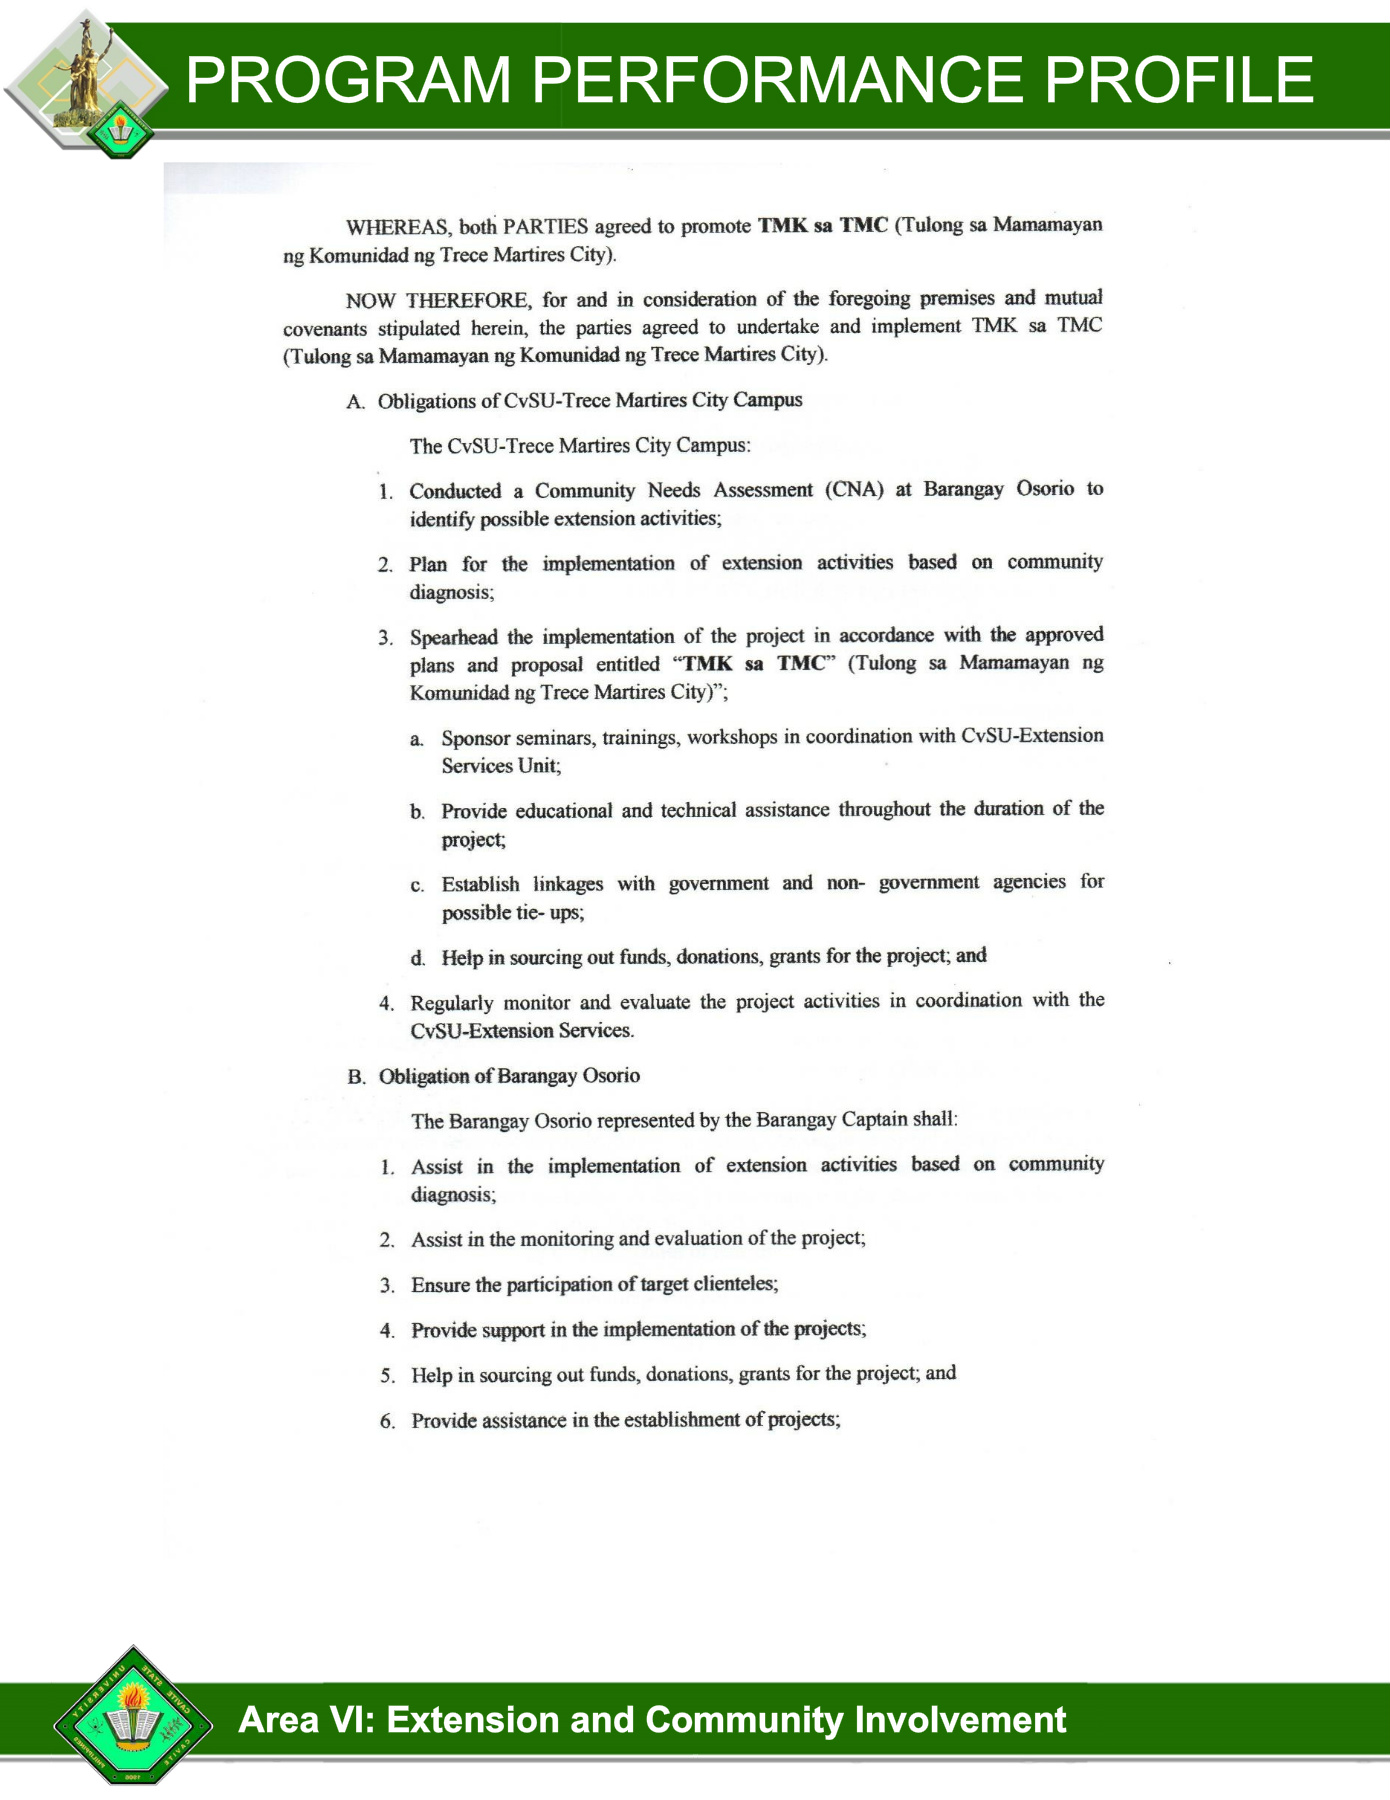 PROGRAM PERFORMANCE PROFILE
WHEREAS, both PARTIES agreed to promote TMK sa TMC (Tulong sa Mamamayan
ng Komunidad ng Trece Martires City).
NOW THEREFORE, for and in consideration of the foregoing premises and mutual
covenants stipulated herein, the parties agreed to undertake and implement TMK sa TMC
(Tulong sa Mamamayan ng Komunidad ng Trece Martires City).
A. Obligations of CvSU-Trece Martires City Campus
The CvSU-Trece Martires City Campus:
1. Conducted a Community Needs Assessment (CNA) at Barangay Osorio to
identify possible extension activities;
2. Plan for the implementation of extension activities based on community
diagnosis;
3. Spearhead the implementation of the project in accordance with the approved
plans and proposal entitled “TMK sa TMC” (Tulong sa Mamamayan ng
Komunidad ng Trece Martires City)”;
a. Sponsor seminars, trainings, workshops in coordination with CvSU-Extension
Services Unit;
b. Provide educational and technical assistance throughout the duration of the
project;
c. Establish linkages with government and non- government agencies for
possible tie- ups;
d. Help in sourcing out funds, donations, grants for the project; and
4. Regularly monitor and evaluate the project activities in coordination with the
CvSU-Extension Services.
B. Obligation of Barangay Osorio
The Barangay Osorio represented by the Barangay Captain shall:
1. Assist in the implementation of extension activities based on community
diagnosis;
2. Assist in the monitoring and evaluation of the project;
3. Ensure the participation of target clienteles;
4. Provide support in the implementation of the projects;
5. Help in sourcing out funds, donations, grants for the project; and
6. Provide assistance in the establishment of projects;
CAVITE STATE UNIVERSITY
CAVITE PHILIPPINES
Area VI: Extension and Community Involvement